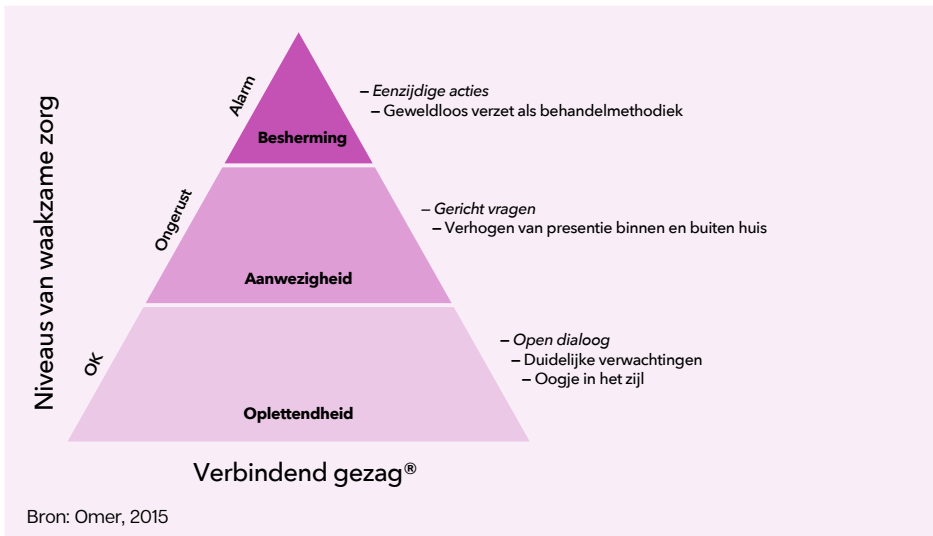 Niveaus van waakzame zorg
Alarm
– Eenzijdige acties
– Geweldloos verzet als behandelmethodiek
Besherming
Ongerust
– Gericht vragen
– Verhogen van presentie binnen en buiten huis
Aanwezigheid
OK
– Open dialoog
– Duidelijke verwachtingen
– Oogje in het zijl
Oplettendheid
Verbindend gezag®
Bron: Omer, 2015